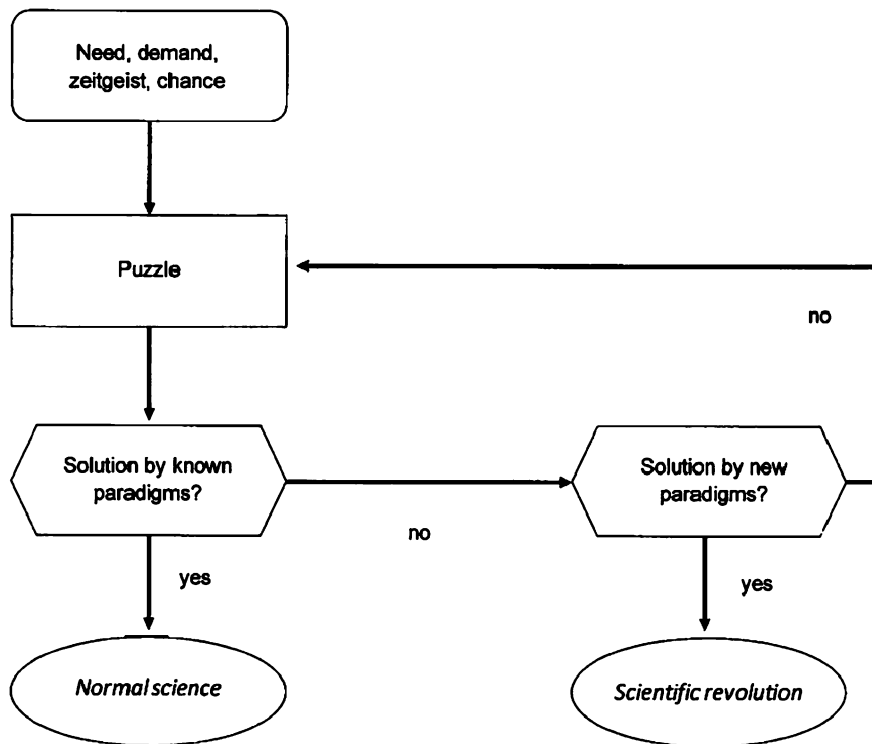 Need, demand,
zeitgeist, chance
Puzzle
no
Solution by known
paradigms?
Solution by new
paradigms?
no
yes
yes
Normal science
Scientific revolution